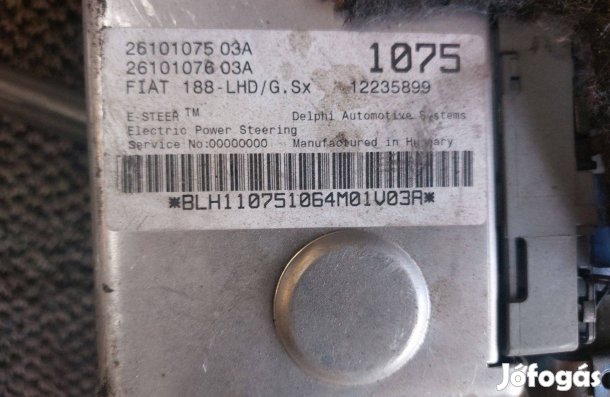 26101075 03A 1075
26101076 03A
FIAT 188-LHD/G.Sx 12235899
E-STEER™ Delphi Automotive Systems
Electric Power Steering
Service No:00000000 Manufactured in Hungary
*BLH110751064M01V03A*
Jófogás